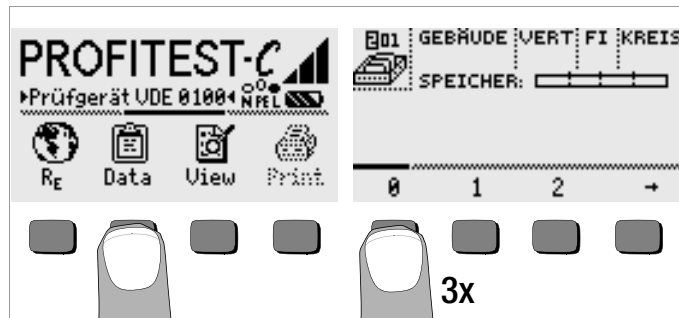 PROFITEST-C
Prüfgerät VDE 0100
N PE L
RE
Data
View
Print
01 GEBÄUDE VERT FI KREIS
SPEICHER:
0 1 2 →
3x